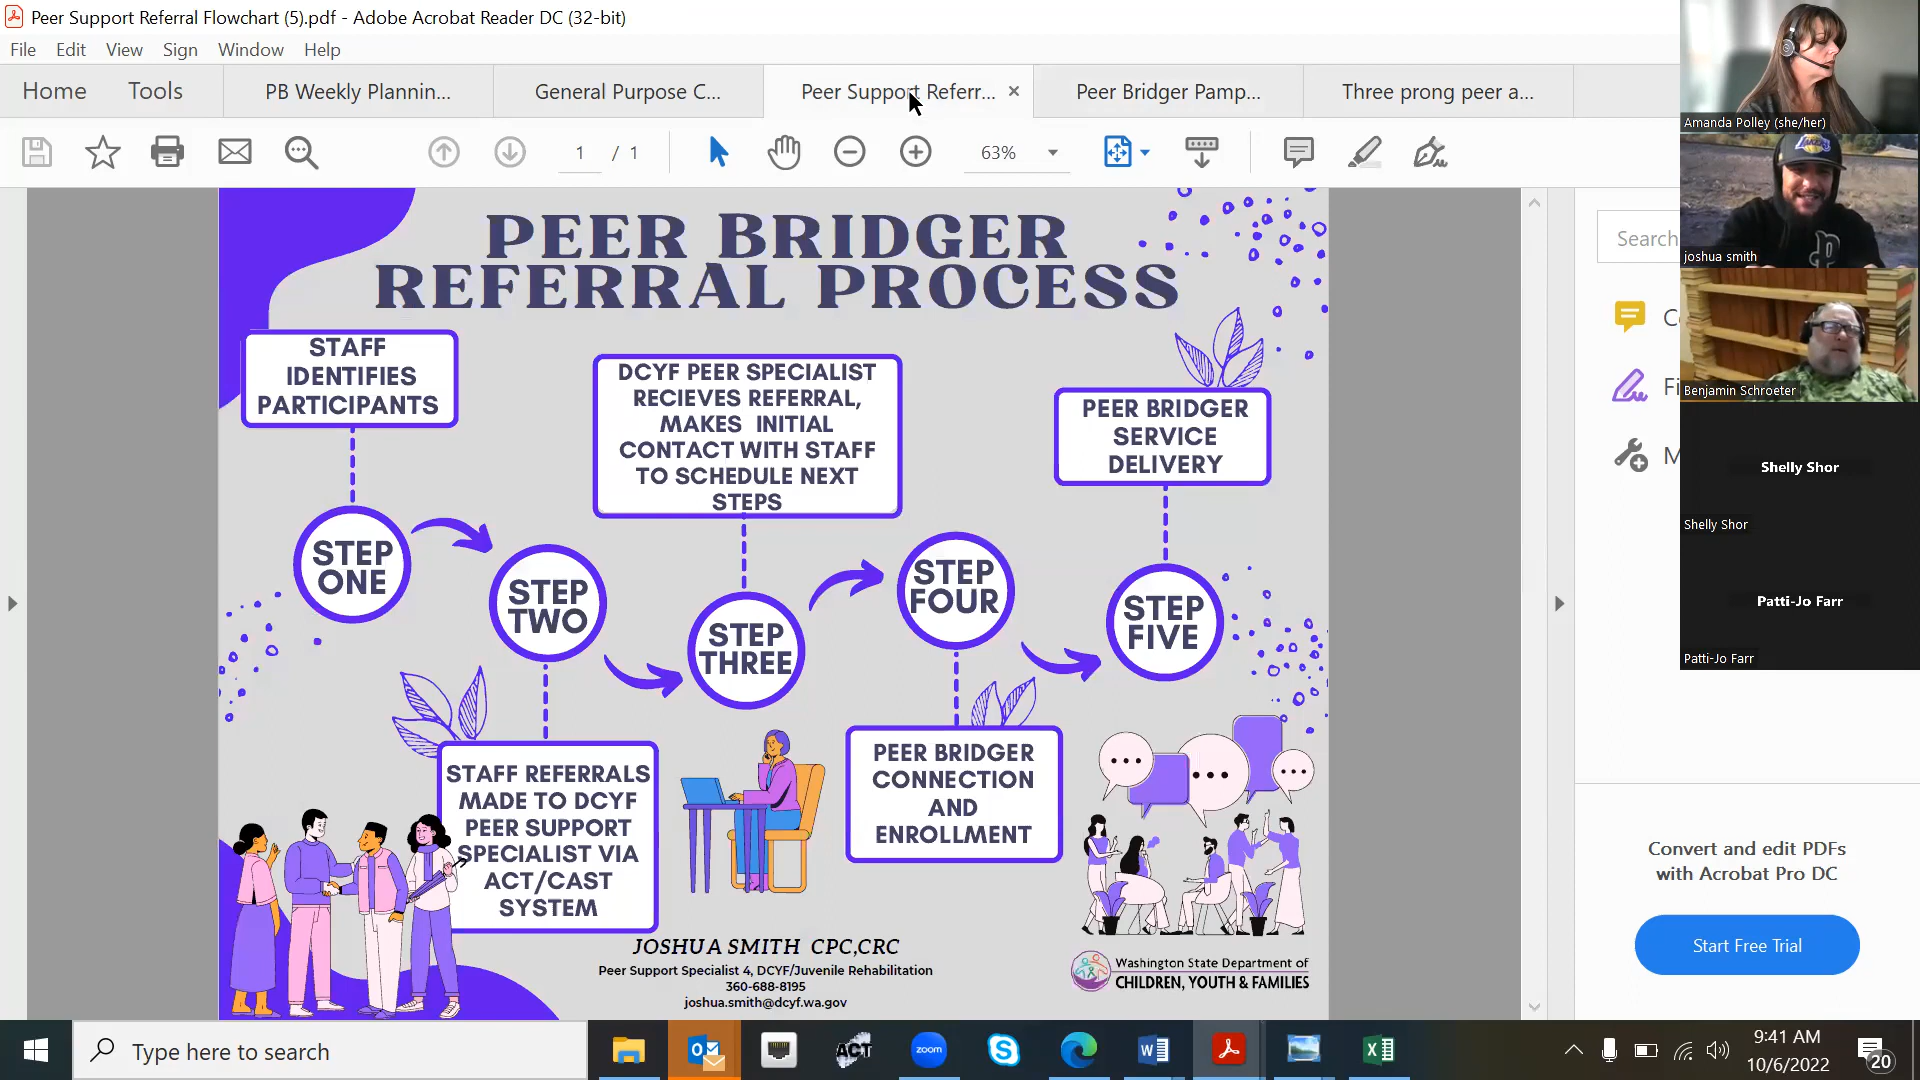 Peer Support Referral Flowchart (5).pdf - Adobe Acrobat Reader DC (32-bit)
File Edit View Sign Window Help
Home Tools PB Weekly Plannin... General Purpose C... Peer Support Referr... Peer Bridger Pamp... Three prong peer a...
1 / 1 63%
PEER BRIDGER
REFERRAL PROCESS
STAFF
IDENTIFIES
PARTICIPANTS
STEP
ONE
STEP
TWO
STAFF REFERRALS
MADE TO DCYF
PEER SUPPORT
SPECIALIST VIA
ACT/CAST
SYSTEM
DCYF PEER SPECIALIST
RECIEVES REFERRAL,
MAKES INITIAL
CONTACT WITH STAFF
TO SCHEDULE NEXT
STEPS
STEP
THREE
STEP
FOUR
PEER BRIDGER
CONNECTION
AND
ENROLLMENT
PEER BRIDGER
SERVICE
DELIVERY
STEP
FIVE
JOSHUA SMITH CPC,CRC
Peer Support Specialist 4, DCYF/Juvenile Rehabilitation
360-688-8195
joshua.smith@dcyf.wa.gov
Washington State Department of
CHILDREN, YOUTH & FAMILIES
Search
Convert and edit PDFs
with Acrobat Pro DC
Start Free Trial
Amanda Polley (she/her)
joshua smith
Benjamin Schroeter
Shelly Shor
Shelly Shor
Patti-Jo Farr
Patti-Jo Farr
Type here to search
ACT
zoom
9:41 AM
10/6/2022
20